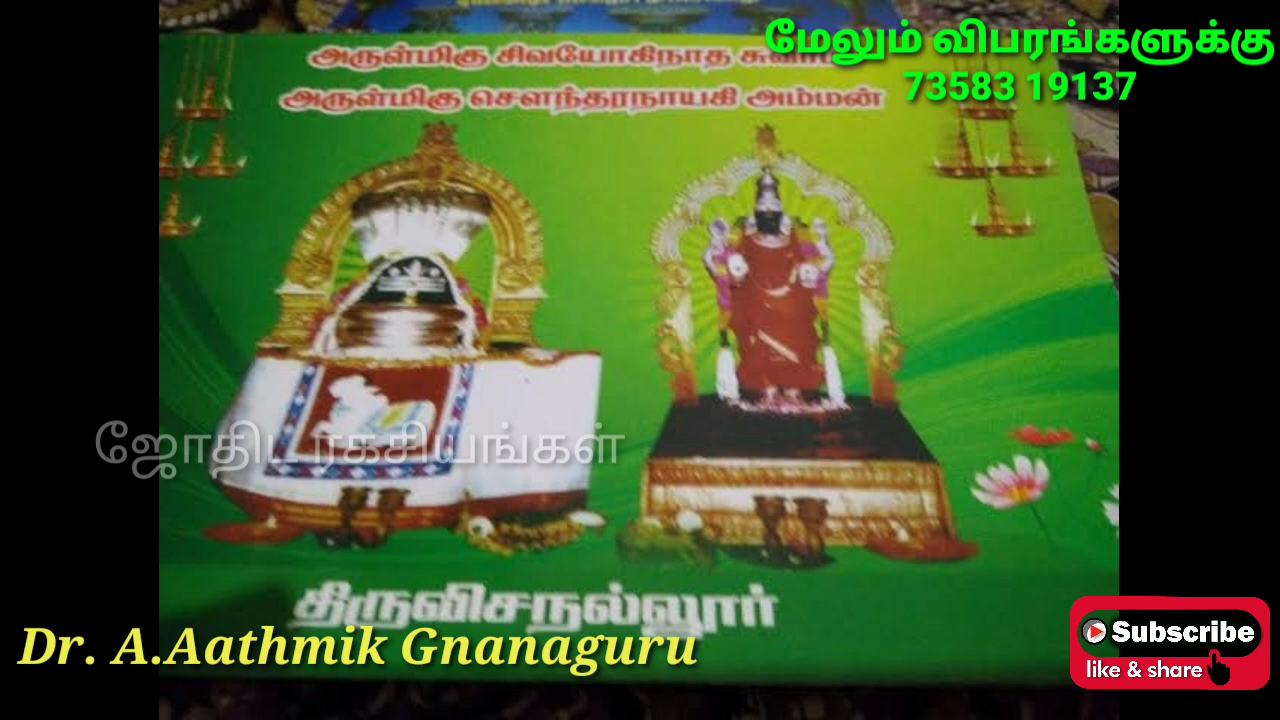 மேலும் விபரங்களுக்கு
73583 19137
அருள்மிகு சிவயோகிநாத
அருள்மிகு சௌந்தரநாயகி அம்மன்
ஜோதிட ரகசியங்கள்
திருவிசநல்லூர்
Dr. A.Aathmik Gnanaguru
Subscribe
like & share